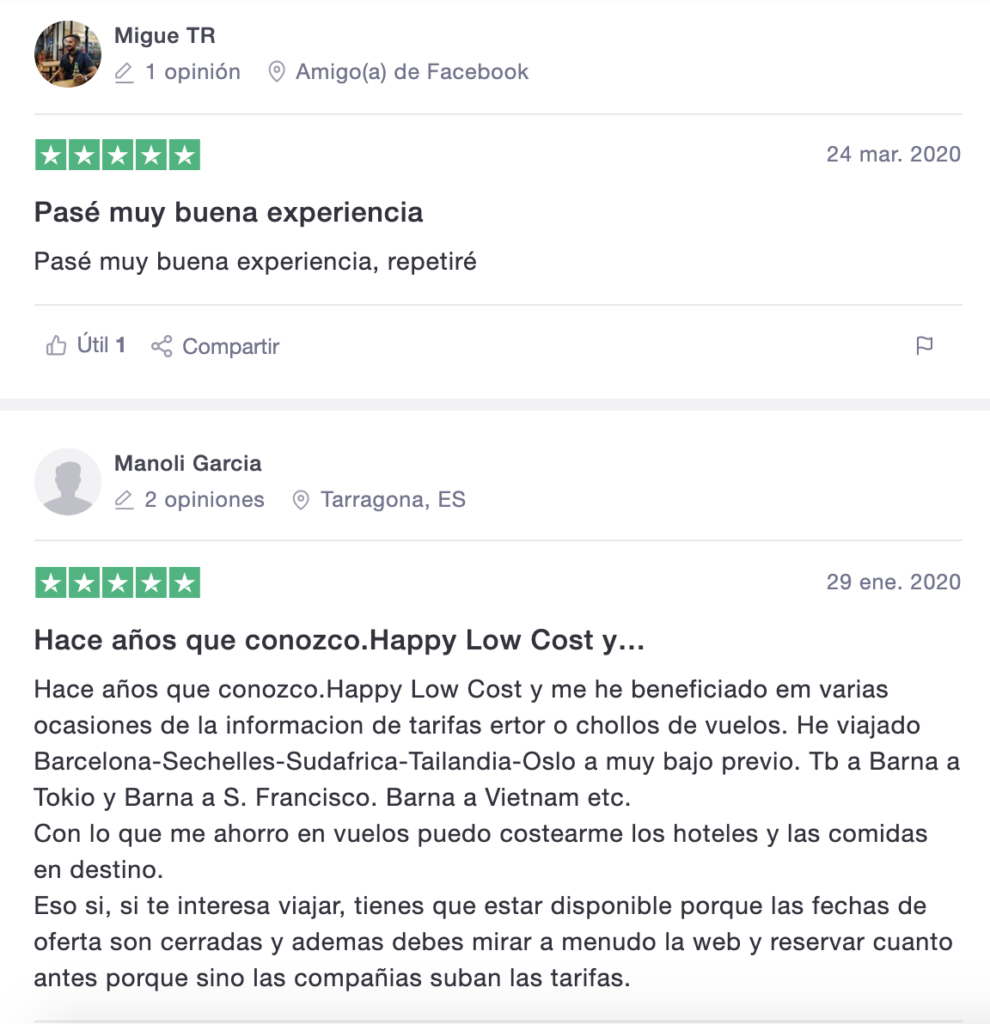 Migue TR
1 opinión Amigo(a) de Facebook
24 mar. 2020
Pasé muy buena experiencia
Pasé muy buena experiencia, repetiré
Útil 1 Compartir
Manoli Garcia
2 opiniones Tarragona, ES
29 ene. 2020
Hace años que conozco.Happy Low Cost y...
Hace años que conozco.Happy Low Cost y me he beneficiado em varias
ocasiones de la informacion de tarifas ertor o chollos de vuelos. He viajado
Barcelona-Sechelles-Sudafrica-Tailandia-Oslo a muy bajo previo. Tb a Barna a
Tokio y Barna a S. Francisco. Barna a Vietnam etc.
Con lo que me ahorro en vuelos puedo costearme los hoteles y las comidas
en destino.
Eso si, si te interesa viajar, tienes que estar disponible porque las fechas de
oferta son cerradas y ademas debes mirar a menudo la web y reservar cuanto
antes porque sino las compañias suban las tarifas.